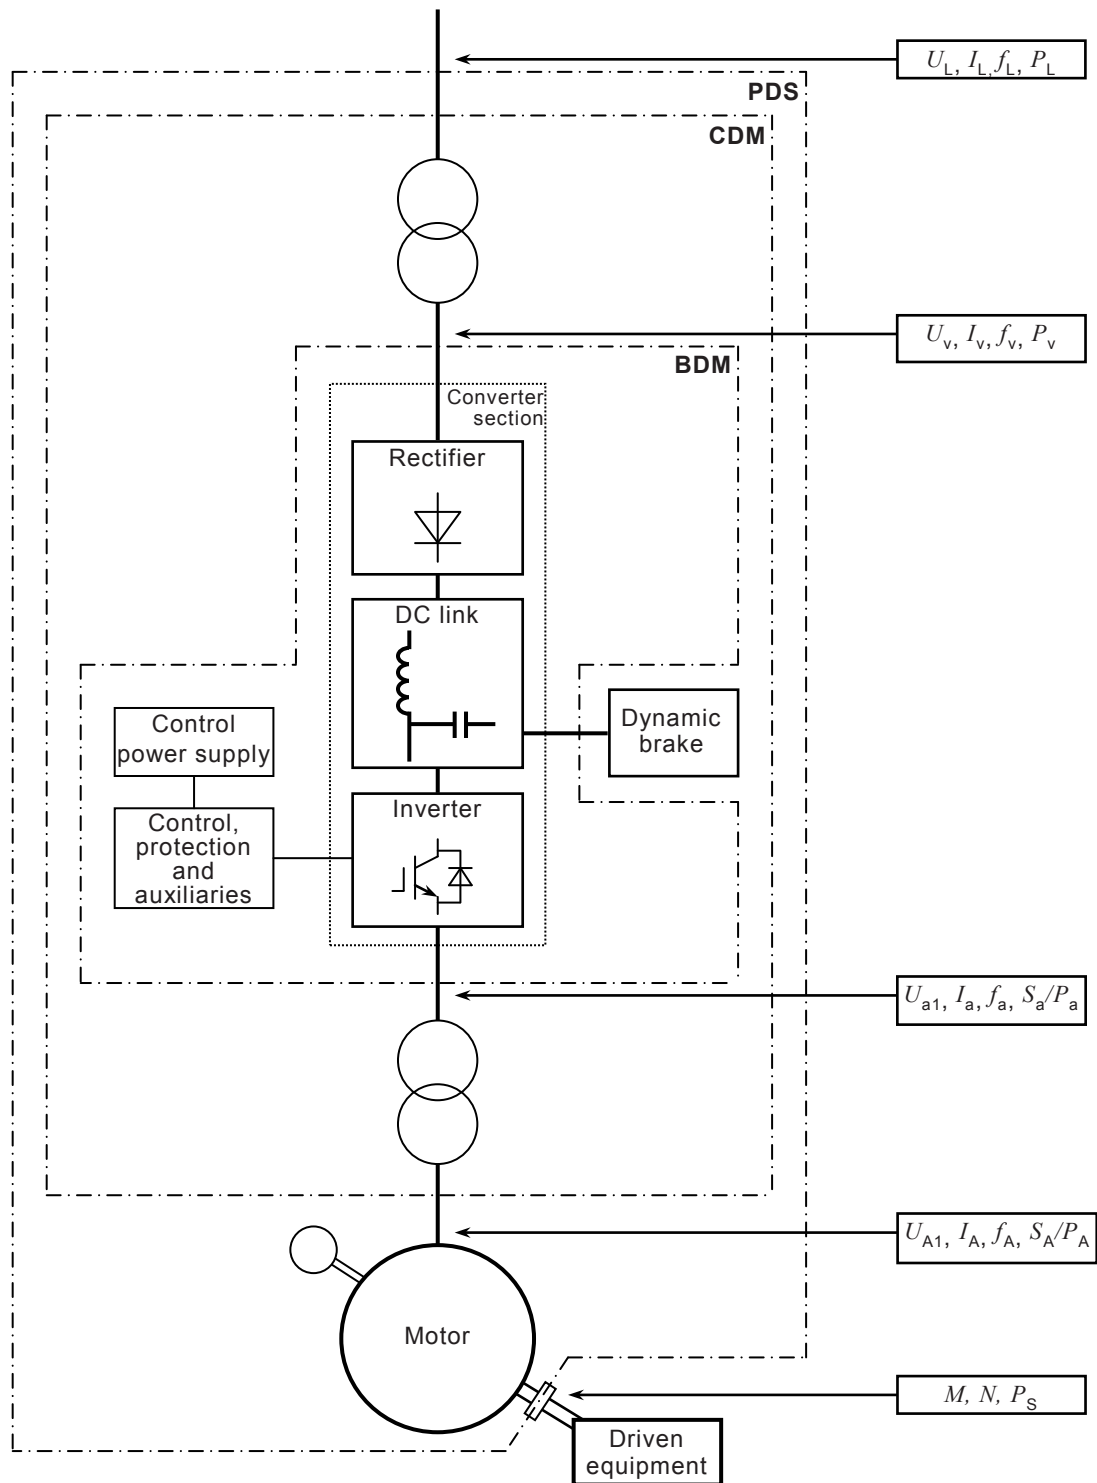 U_L, I_L, f_L, P_L
PDS
CDM
U_v, I_v, f_v, P_v
BDM
Converter
section
Rectifier
DC link
Control
power supply
Dynamic
brake
Inverter
Control,
protection
and
auxiliaries
U_a1, I_a, f_a, S_a/P_a
U_A1, I_A, f_A, S_A/P_A
Motor
M, N, P_S
Driven
equipment